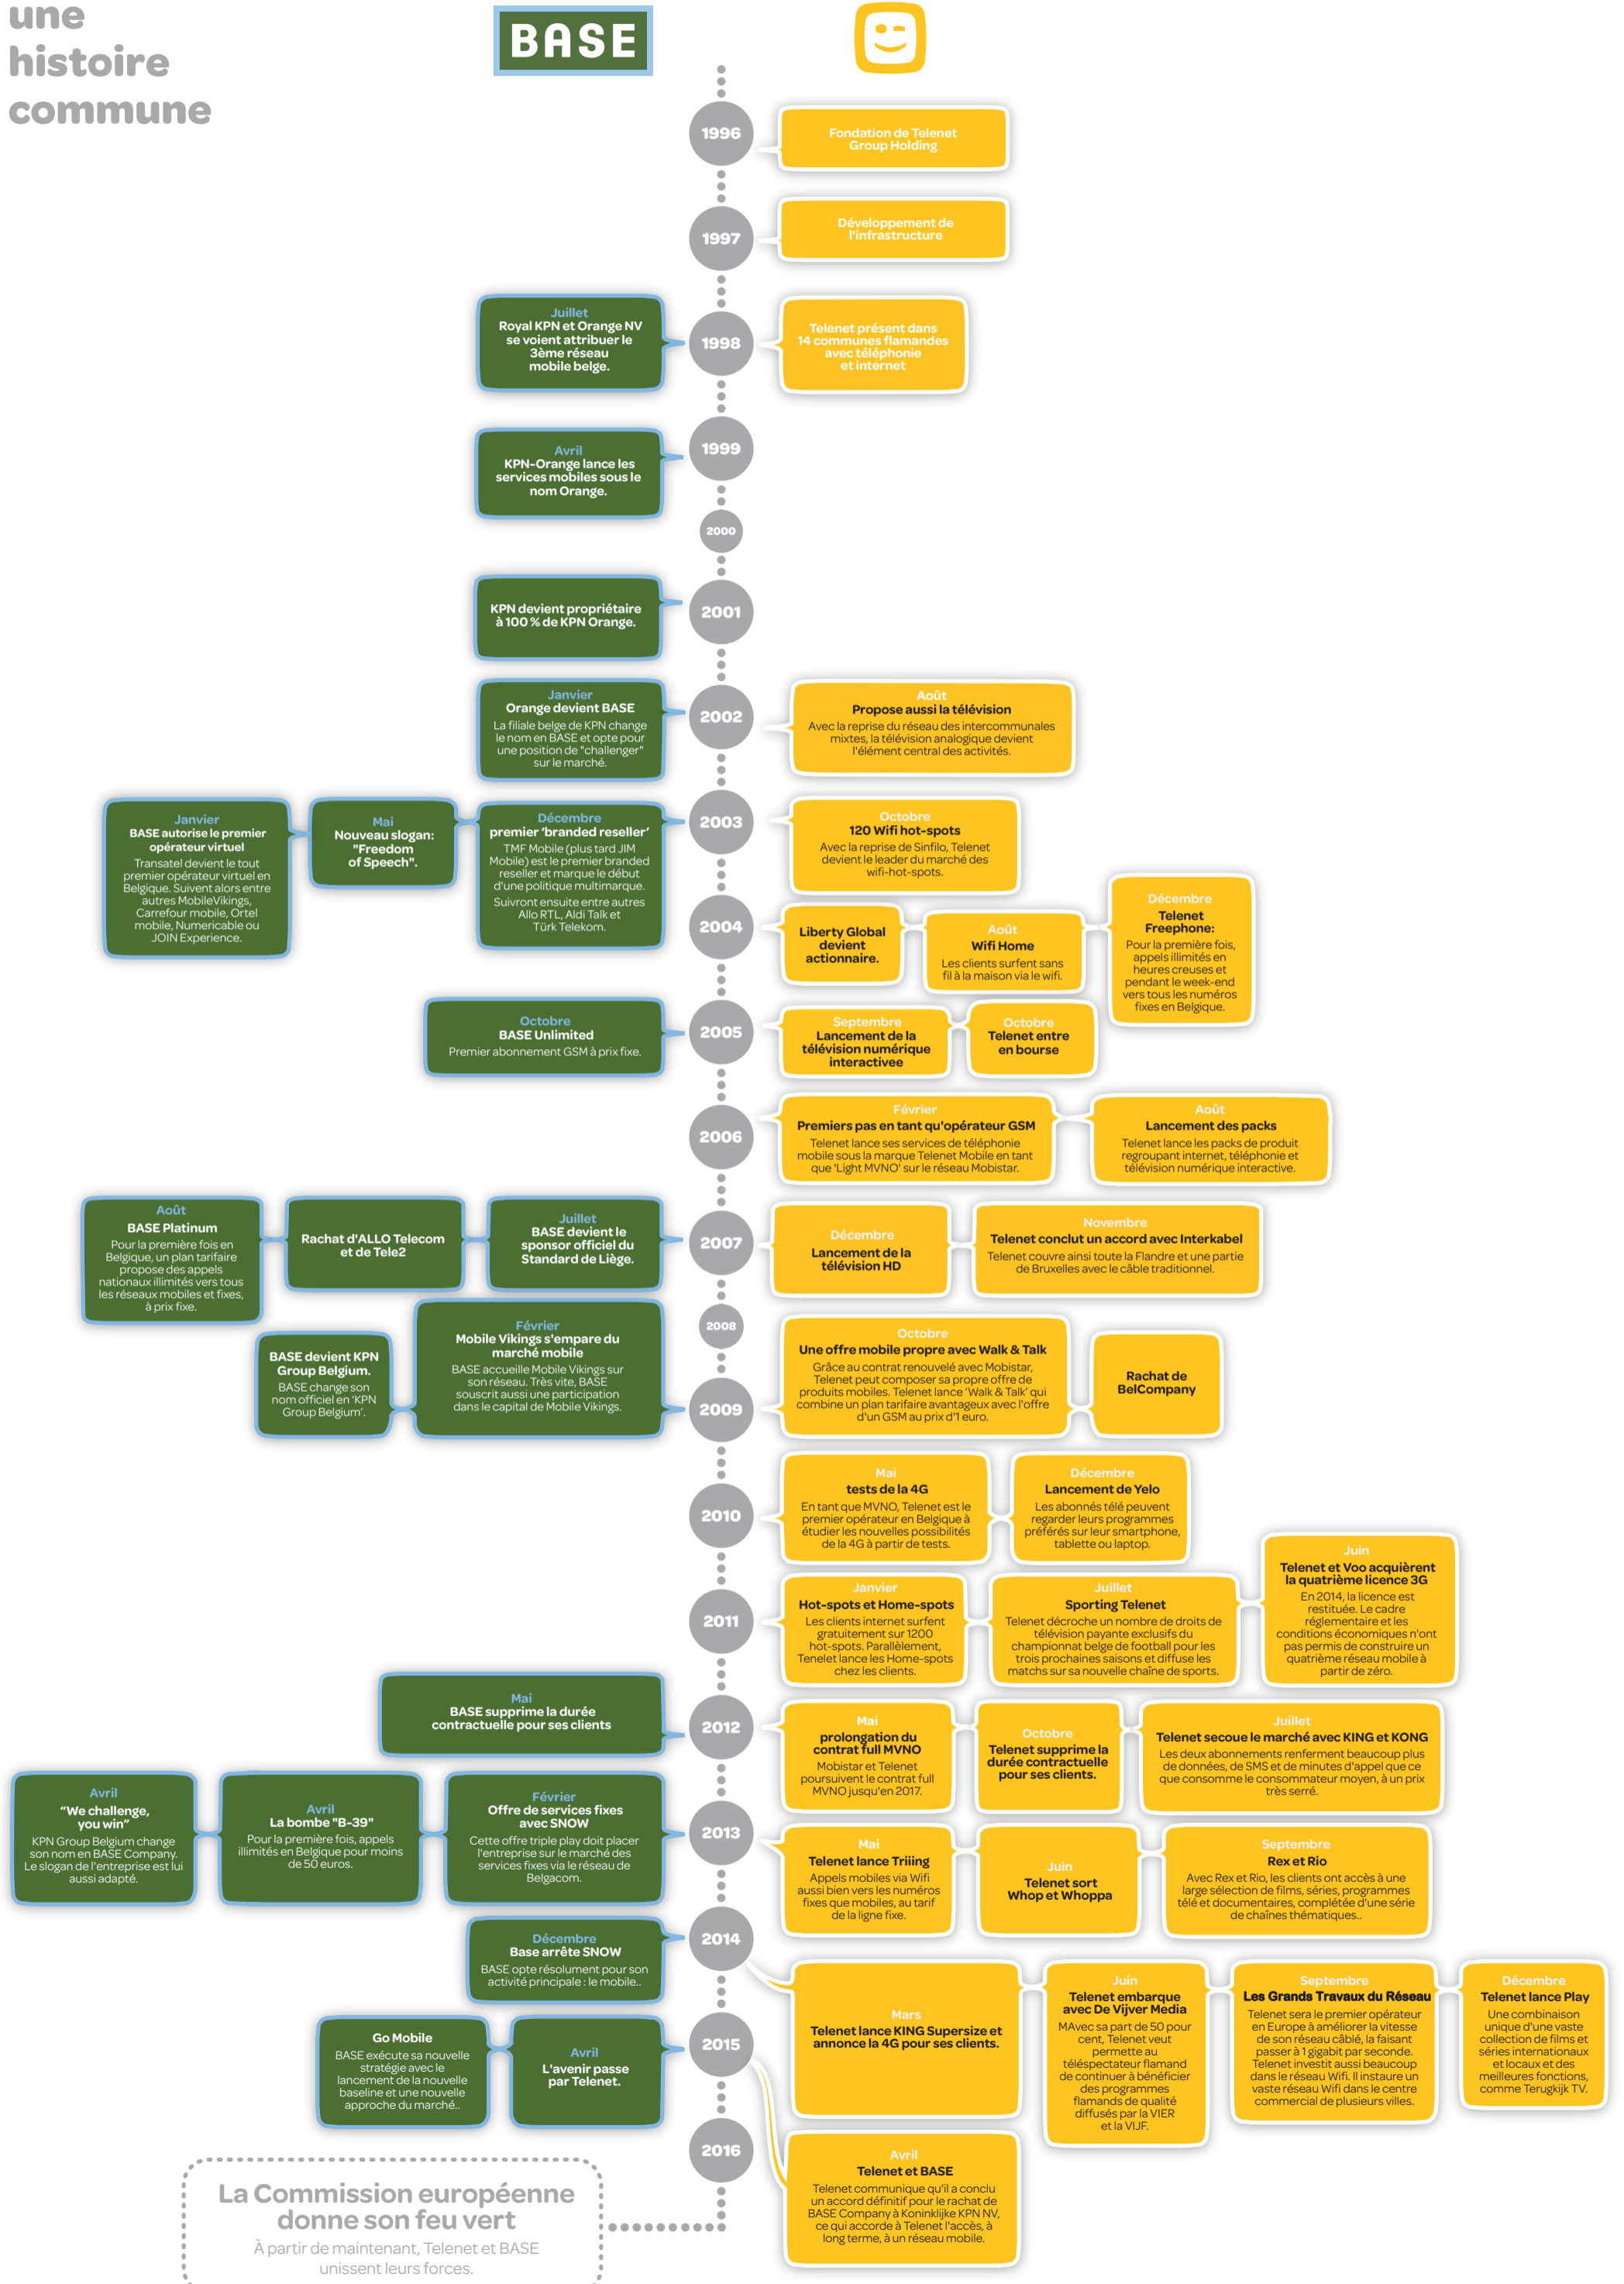 une
histoire
commune
BASE
1996
Fondation de Telenet
Group Holding
1997
Développement de
l'infrastructure
Juillet
Royal KPN et Orange NV
se voient attribuer le
3ème réseau
mobile belge.
1998
Telenet présent dans
14 communes flamandes
avec téléphonie
et internet
Avril
KPN-Orange lance les
services mobiles sous le
nom Orange.
1999
2000
KPN devient propriétaire
à 100 % de KPN Orange.
2001
Janvier
Orange devient BASE
La filiale belge de KPN change
le nom en BASE et opte pour
une position de "challenger"
sur le marché.
2002
Août
Propose aussi la télévision
Avec la reprise du réseau des intercommunales
mixtes, la télévision analogique devient
l'élément central des activités.
Janvier
BASE autorise le premier
opérateur virtuel
Transatel devient le tout
premier opérateur virtuel en
Belgique. Suivent alors entre
autres MobileVikings,
Carrefour mobile, Ortel
mobile, Numericable ou
JOIN Experience.
Mai
Nouveau slogan:
"Freedom
of Speech".
Décembre
premier ‘branded reseller’
TMF Mobile (plus tard JIM
Mobile) est le premier branded
reseller et marque le début
d'une politique multimarque.
Suivront ensuite entre autres
Allo RTL, Aldi Talk et
Türk Telekom.
2003
Octobre
120 Wifi hot-spots
Avec la reprise de Sinfilo, Telenet
devient le leader du marché des
wifi-hot-spots.
2004
Liberty Global
devient
actionnaire.
Août
Wifi Home
Les clients surfent sans
fil à la maison via le wifi.
Décembre
Telenet
Freephone:
Pour la première fois,
appels illimités en
heures creuses et
pendant le week-end
vers tous les numéros
fixes en Belgique.
Octobre
BASE Unlimited
Premier abonnement GSM à prix fixe.
2005
Septembre
Lancement de la
télévision numérique
interactivee
Octobre
Telenet entre
en bourse
2006
Février
Premiers pas en tant qu'opérateur GSM
Telenet lance ses services de téléphonie
mobile sous la marque Telenet Mobile en tant
que 'Light MVNO' sur le réseau Mobistar.
Août
Lancement des packs
Telenet lance les packs de produit
regroupant internet, téléphonie et
télévision numérique interactive.
Août
BASE Platinum
Pour la première fois en
Belgique, un plan tarifaire
propose des appels
nationaux illimités vers tous
les réseaux mobiles et fixes,
à prix fixe.
Rachat d'ALLO Telecom
et de Tele2
Juillet
BASE devient le
sponsor officiel du
Standard de Liège.
2007
Décembre
Lancement de la
télévision HD
Novembre
Telenet conclut un accord avec Interkabel
Telenet couvre ainsi toute la Flandre et une partie
de Bruxelles avec le câble traditionnel.
2008
BASE devient KPN
Group Belgium.
BASE change son
nom officiel en ‘KPN
Group Belgium’.
Février
Mobile Vikings s'empare du
marché mobile
BASE accueille Mobile Vikings sur
son réseau. Très vite, BASE
souscrit aussi une participation
dans le capital de Mobile Vikings.
2009
Octobre
Une offre mobile propre avec Walk & Talk
Grâce au contrat renouvelé avec Mobistar,
Telenet peut composer sa propre offre de
produits mobiles. Telenet lance ‘Walk & Talk’ qui
combine un plan tarifaire avantageux avec l'offre
d'un GSM au prix d'1 euro.
Rachat de
BelCompany
2010
Mai
tests de la 4G
En tant que MVNO, Telenet est le
premier opérateur en Belgique à
étudier les nouvelles possibilités
de la 4G à partir de tests.
Décembre
Lancement de Yelo
Les abonnés télé peuvent
regarder leurs programmes
préférés sur leur smartphone,
tablette ou laptop.
2011
Janvier
Hot-spots et Home-spots
Les clients internet surfent
gratuitement sur 1200
hot-spots. Parallèlement,
Tenelet lance les Home-spots
chez les clients.
Juillet
Sporting Telenet
Telenet décroche un nombre de droits de
télévision payante exclusifs du
championnat belge de football pour les
trois prochaines saisons et diffuse les
matchs sur sa nouvelle chaîne de sports.
Juin
Telenet et Voo acquièrent
la quatrième licence 3G
En 2014, la licence est
restituée. Le cadre
réglementaire et les
conditions économiques n'ont
pas permis de construire un
quatrième réseau mobile à
partir de zéro.
Mai
BASE supprime la durée
contractuelle pour ses clients
2012
Mai
prolongation du
contrat full MVNO
Mobistar et Telenet
poursuivent le contrat full
MVNO jusqu'en 2017.
Octobre
Telenet supprime la
durée contractuelle
pour ses clients.
Juillet
Telenet secoue le marché avec KING et KONG
Les deux abonnements renferment beaucoup plus
de données, de SMS et de minutes d'appel que ce
que consomme le consommateur moyen, à un prix
très serré.
Avril
“We challenge,
you win”
KPN Group Belgium change
son nom en BASE Company.
Le slogan de l'entreprise est lui
aussi adapté.
Avril
La bombe "B-39"
Pour la première fois, appels
illimités en Belgique pour moins
de 50 euros.
Février
Offre de services fixes
avec SNOW
Cette offre triple play doit placer
l'entreprise sur le marché des
services fixes via le réseau de
Belgacom.
2013
Mai
Telenet lance Triiing
Appels mobiles via Wifi
aussi bien vers les numéros
fixes que mobiles, au tarif
de la ligne fixe.
Juin
Telenet sort
Whop et Whoppa
Septembre
Rex et Rio
Avec Rex et Rio, les clients ont accès à une
large sélection de films, séries, programmes
télé et documentaires, complétée d'une série
de chaînes thématiques..
Décembre
Base arrête SNOW
BASE opte résolument pour son
activité principale : le mobile..
2014
Mars
Telenet lance KING Supersize et
annonce la 4G pour ses clients.
Juin
Telenet embarque
avec De Vijver Media
MAvec sa part de 50 pour
cent, Telenet veut
permette au
téléspectateur flamand
de continuer à bénéficier
des programmes
flamands de qualité
diffusés par la VIER
et la VIJF.
Septembre
Les Grands Travaux du Réseau
Telenet sera le premier opérateur
en Europe à améliorer la vitesse
de son réseau câblé, la faisant
passer à 1 gigabit par seconde.
Telenet investit aussi beaucoup
dans le réseau Wifi. Il instaure un
vaste réseau Wifi dans le centre
commercial de plusieurs villes.
Décembre
Telenet lance Play
Une combinaison
unique d'une vaste
collection de films et
séries internationaux
et locaux et des
meilleures fonctions,
comme Terugkijk TV.
Go Mobile
BASE exécute sa nouvelle
stratégie avec le
lancement de la nouvelle
baseline et une nouvelle
approche du marché..
Avril
L'avenir passe
par Telenet.
2015
Avril
Telenet et BASE
Telenet communique qu'il a conclu
un accord définitif pour le rachat de
BASE Company à Koninklijke KPN NV,
ce qui accorde à Telenet l'accès, à
long terme, à un réseau mobile.
2016
La Commission européenne
donne son feu vert
À partir de maintenant, Telenet et BASE
unissent leurs forces.